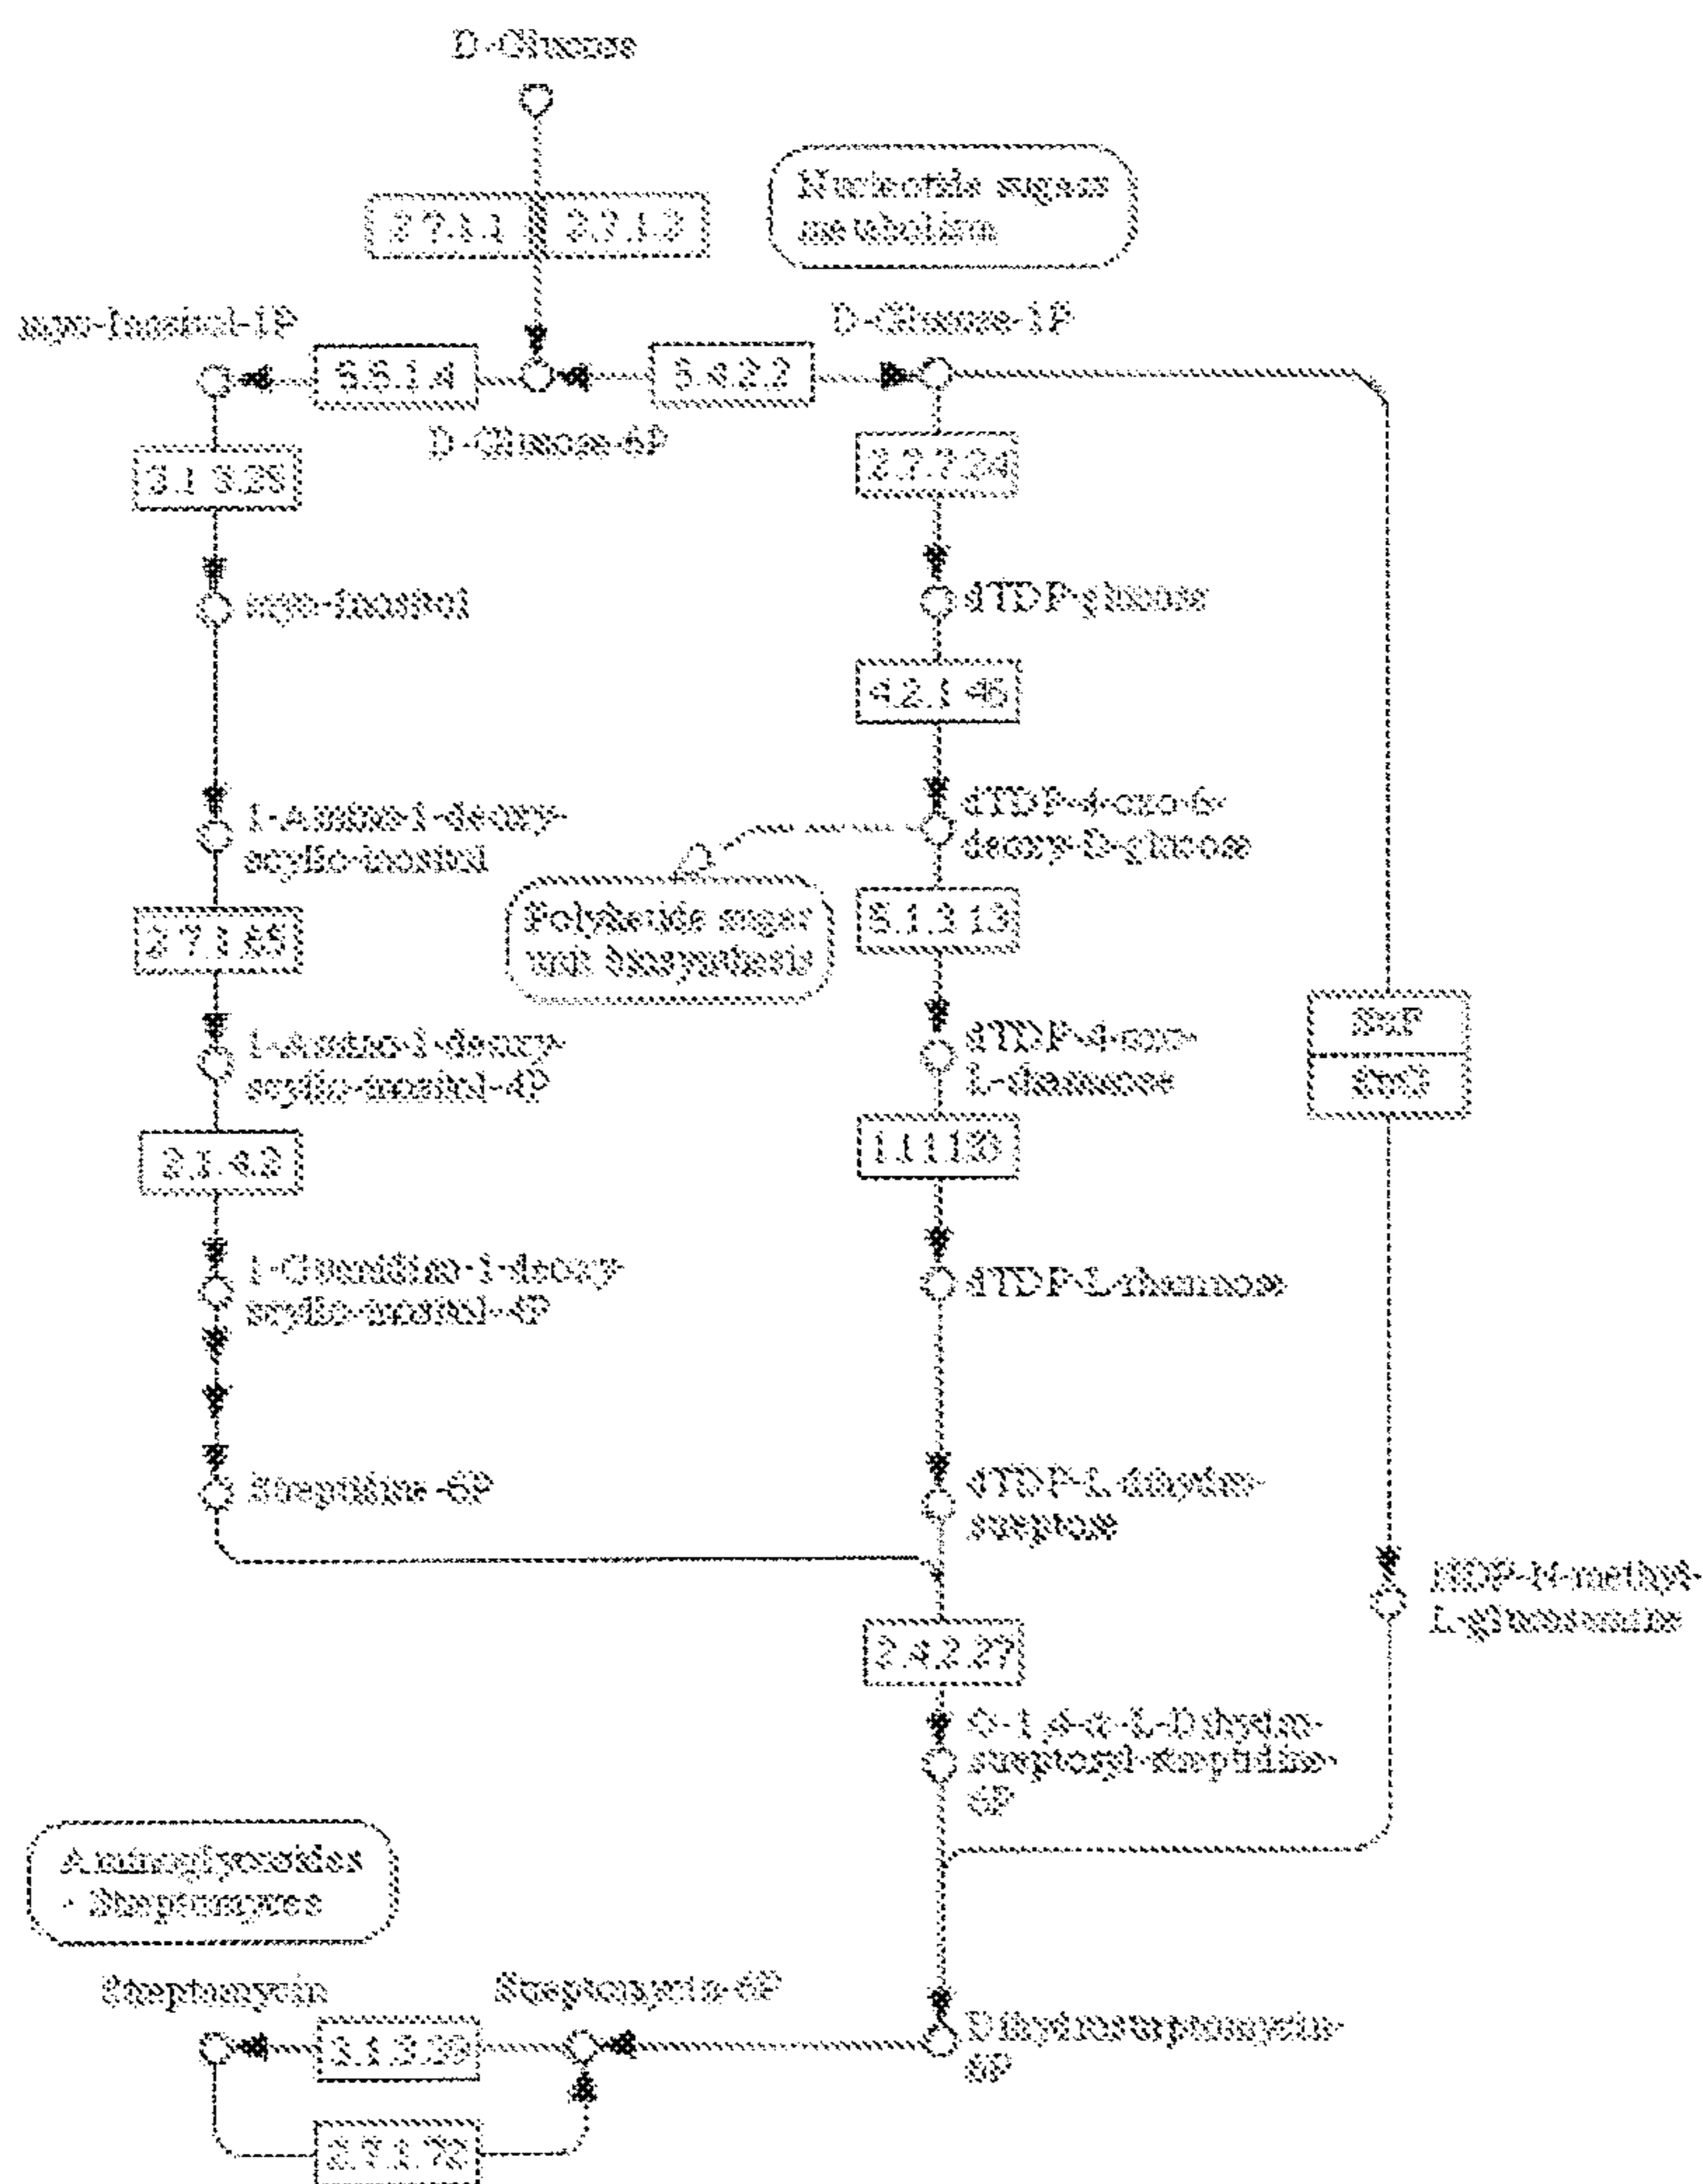 D-Glucose
2.7.1.1
2.7.1.2
Nucleotide sugars
metabolism
myo-Inositol-1P
D-Glucose-1P
5.5.1.4
5.4.2.2
D-Glucose-6P
3.1.3.25
2.7.7.24
myo-Inositol
dTDP-glucose
4.2.1.46
1-Amino-1-deoxy-
scyllo-inositol
dTDP-4-oxo-6-
deoxy-D-glucose
Polyketide sugar
unit biosynthesis
2.7.1.65
5.1.3.13
1-Amino-1-deoxy-
scyllo-inositol-4P
dTDP-4-oxo-
L-rhamnose
2.1.4.2
1.1.1.133
1-Guanidino-1-deoxy-
scyllo-inositol-4P
dTDP-L-rhamnose
Streptidine-6P
dTDP-L-dihydro-
streptose
NDP-N-methyl-
L-glucosamine
2.4.2.27
O-1,4-α-L-Dihydro-
streptosyl-streptidine-
6P
Aminoglycosides
- Streptomyces
Streptomycin
Streptomycin-6P
3.1.3.39
Dihydrostreptomycin-
6P
2.7.1.72